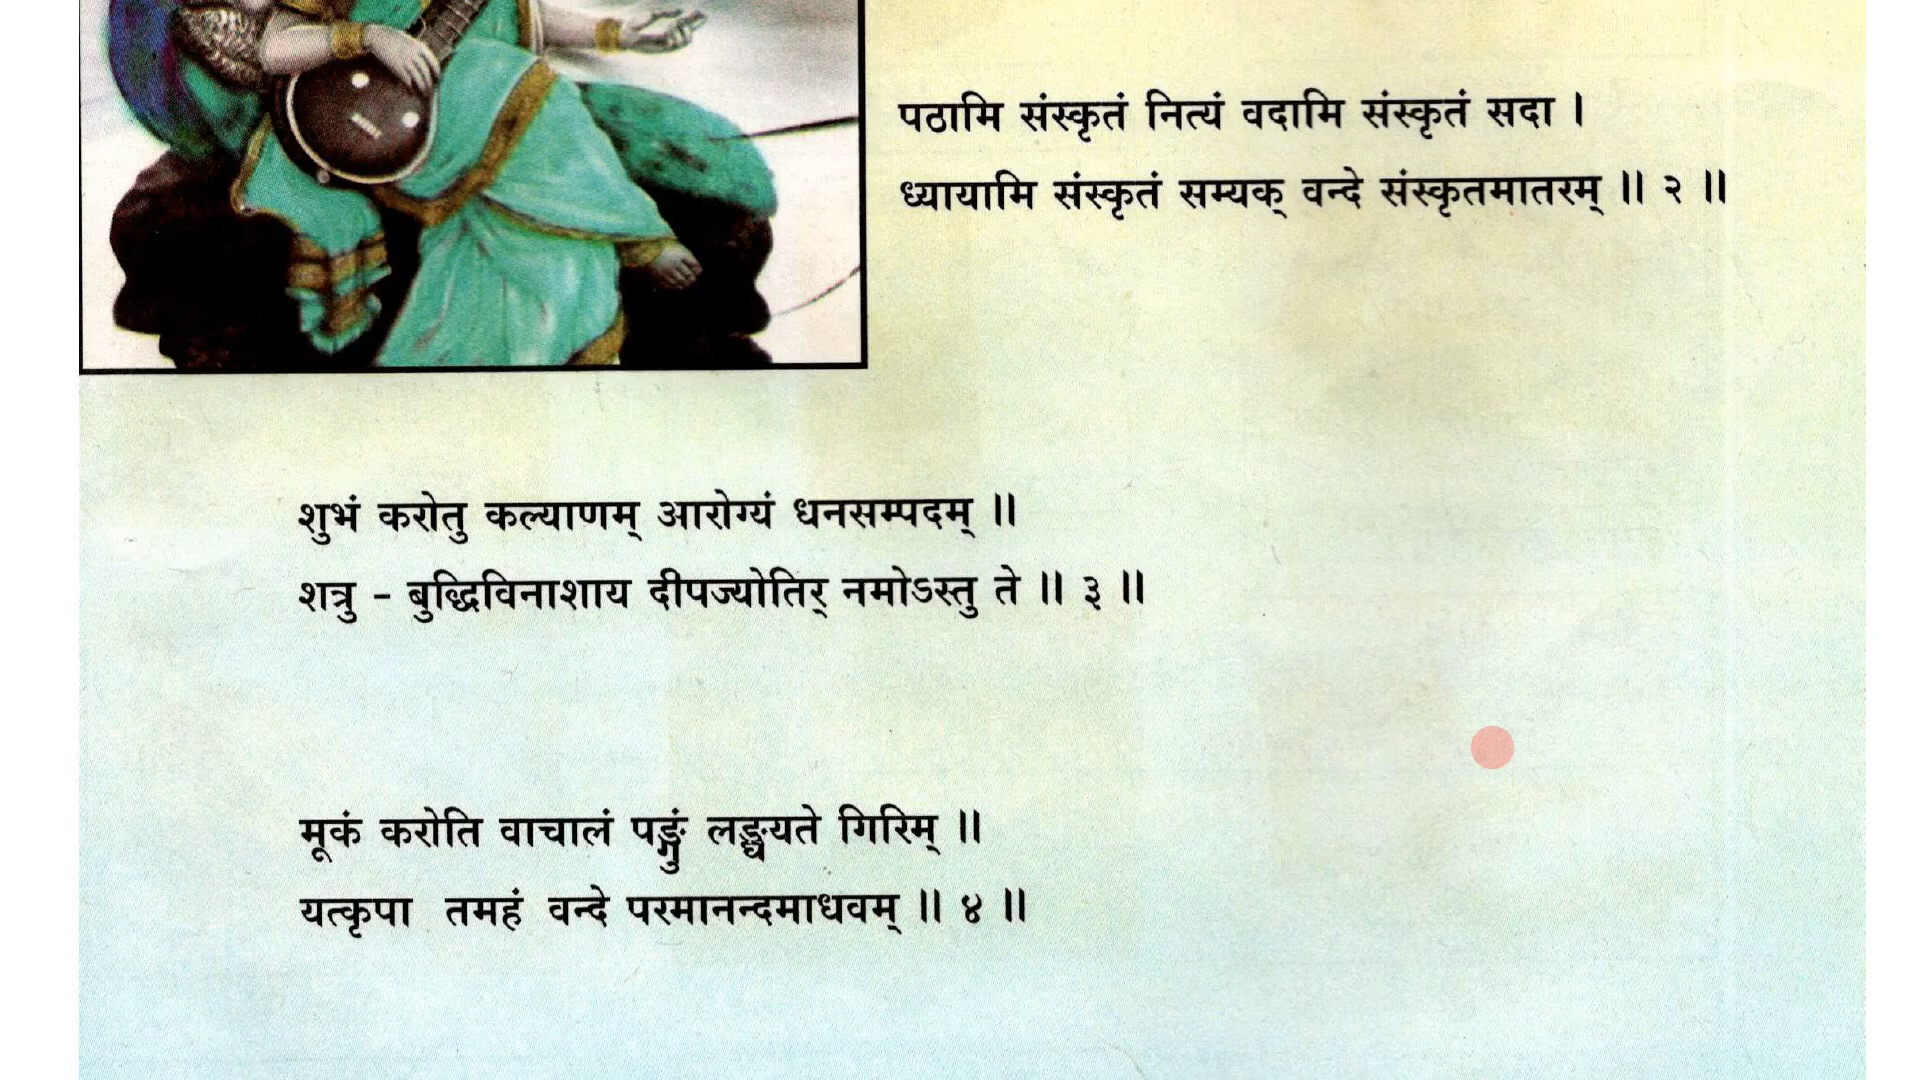 पठामि संस्कृतं नित्यं वदामि संस्कृतं सदा ।
ध्यायामि संस्कृतं सम्यक् वन्दे संस्कृतमातरम् ॥ २ ॥
शुभं करोतु कल्याणम् आरोग्यं धनसम्पदम् ॥
शत्रु - बुद्धिविनाशाय दीपज्योतिर् नमोऽस्तु ते ॥ ३ ॥
मूकं करोति वाचालं पङ्गुं लङ्घयते गिरिम् ॥
यत्कृपा तमहं वन्दे परमानन्दमाधवम् ॥ ४ ॥